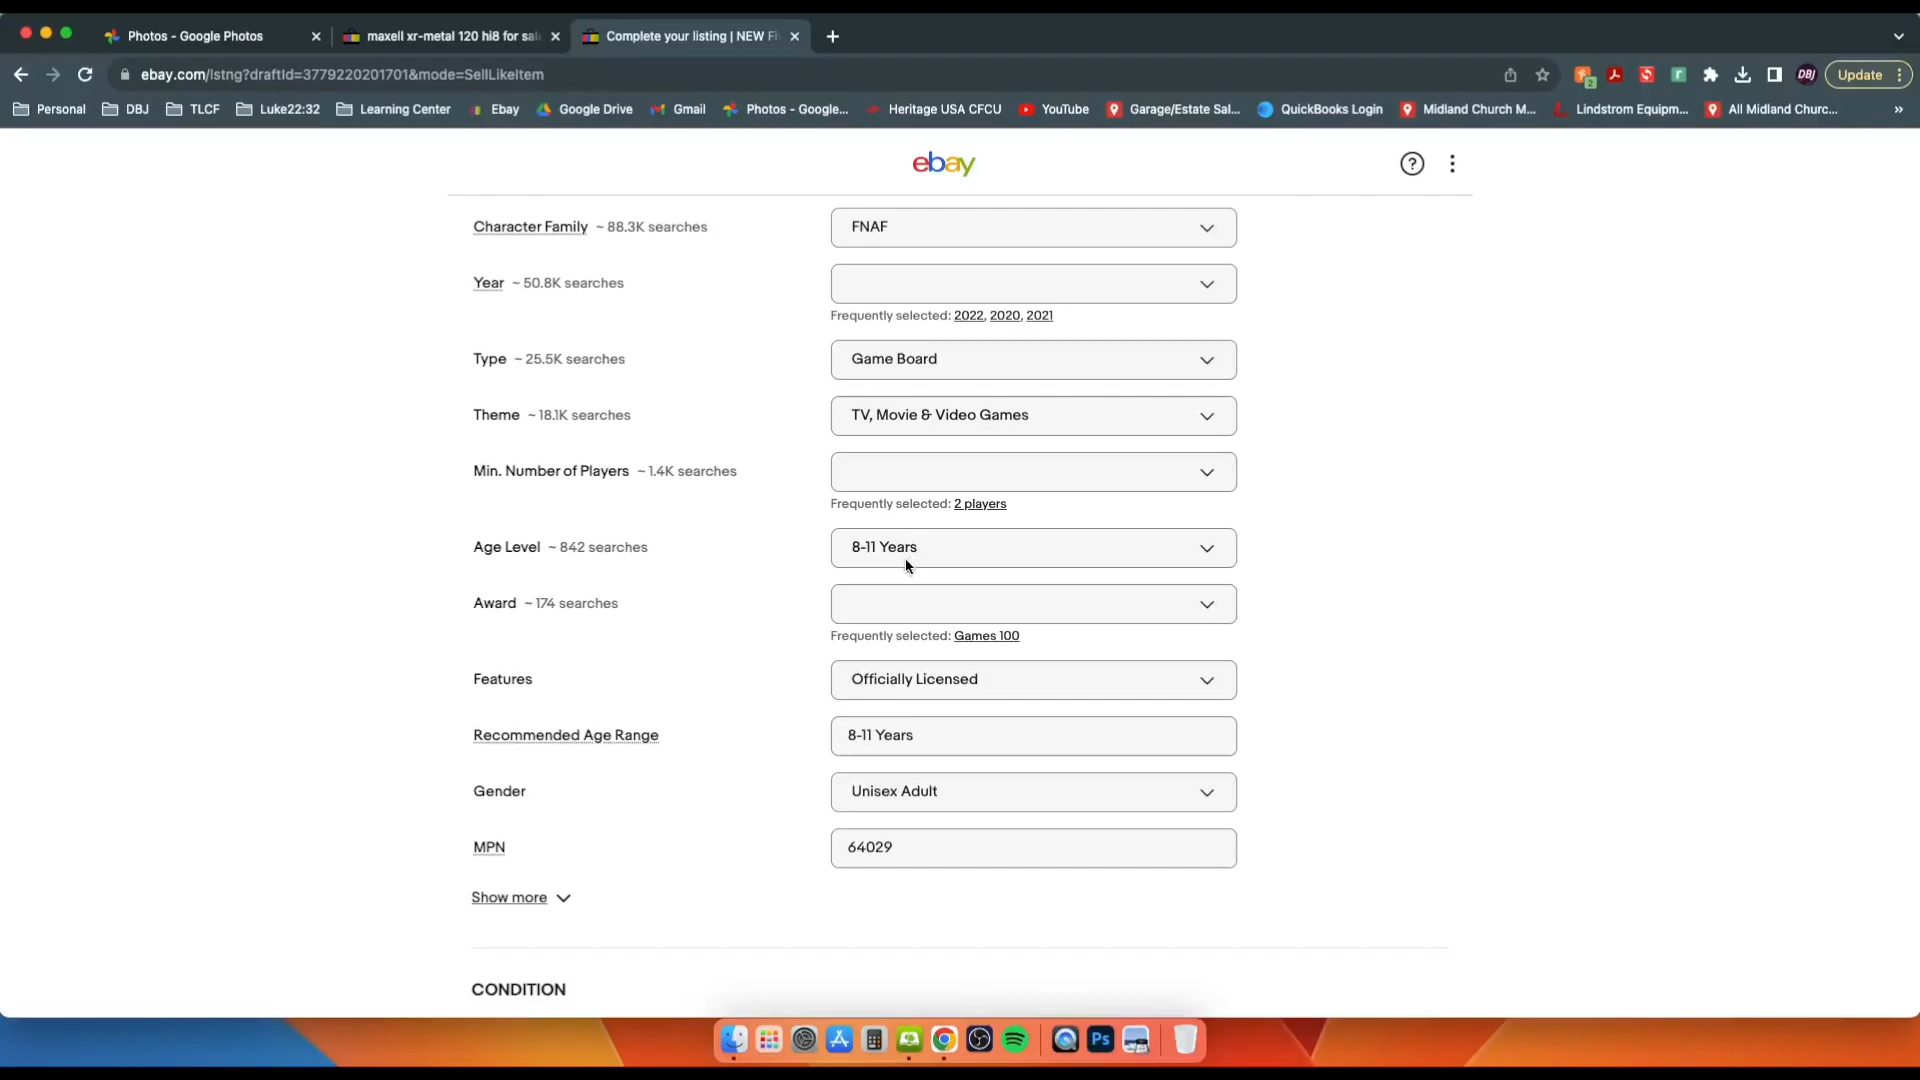 Photos - Google Photos
maxell xr-metal 120 hi8 for sal
Complete your listing | NEW Fi
ebay.com/lstng?draftId=3779220201701&mode=SellLikeItem
2
DBJ
Update
Personal
DBJ
TLCF
Luke22:32
Learning Center
Ebay
Google Drive
Gmail
Photos - Google...
Heritage USA CFCU
YouTube
Garage/Estate Sal...
QuickBooks Login
Midland Church M...
Lindstrom Equipm...
All Midland Churc...
»
ebay
?
Character Family ~ 88.3K searches
FNAF
Year ~ 50.8K searches
Frequently selected: 2022, 2020, 2021
Type ~ 25.5K searches
Game Board
Theme ~ 18.1K searches
TV, Movie & Video Games
Min. Number of Players ~ 1.4K searches
Frequently selected: 2 players
Age Level ~ 842 searches
8-11 Years
Award ~ 174 searches
Frequently selected: Games 100
Features
Officially Licensed
Recommended Age Range
8-11 Years
Gender
Unisex Adult
MPN
64029
Show more
CONDITION
Ps